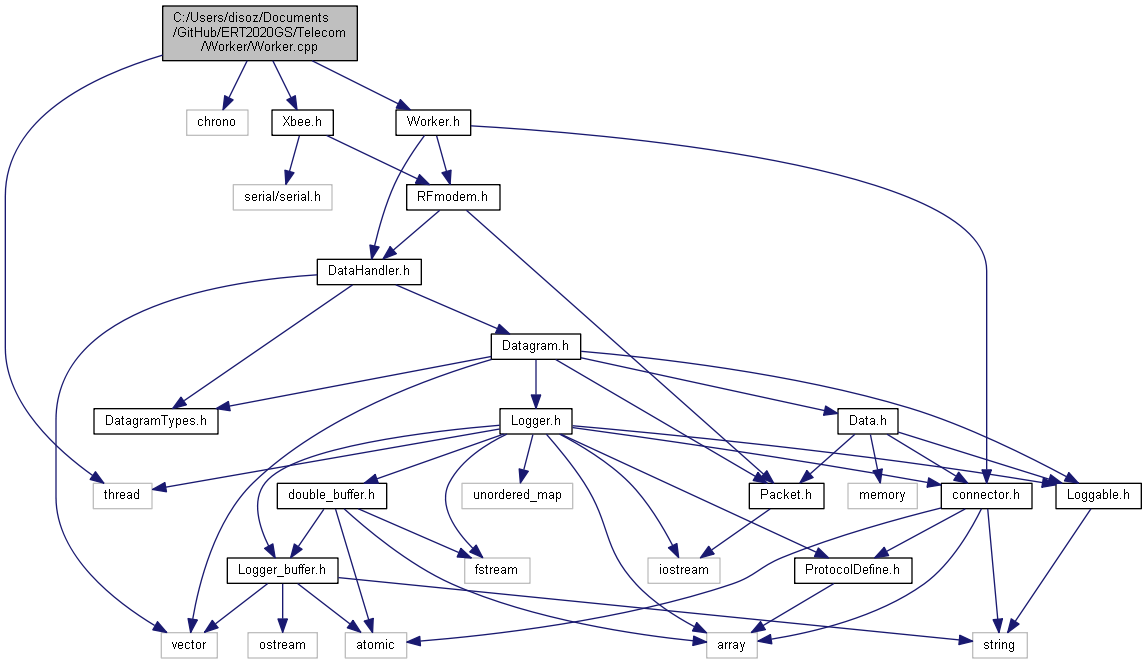 C:/Users/disoz/Documents
/GitHub/ERT2020GS/Telecom
/Worker/Worker.cpp
chrono
Xbee.h
Worker.h
serial/serial.h
RFmodem.h
DataHandler.h
Datagram.h
DatagramTypes.h
Logger.h
Data.h
thread
double_buffer.h
unordered_map
Packet.h
memory
connector.h
Loggable.h
Logger_buffer.h
fstream
iostream
ProtocolDefine.h
vector
ostream
atomic
array
string